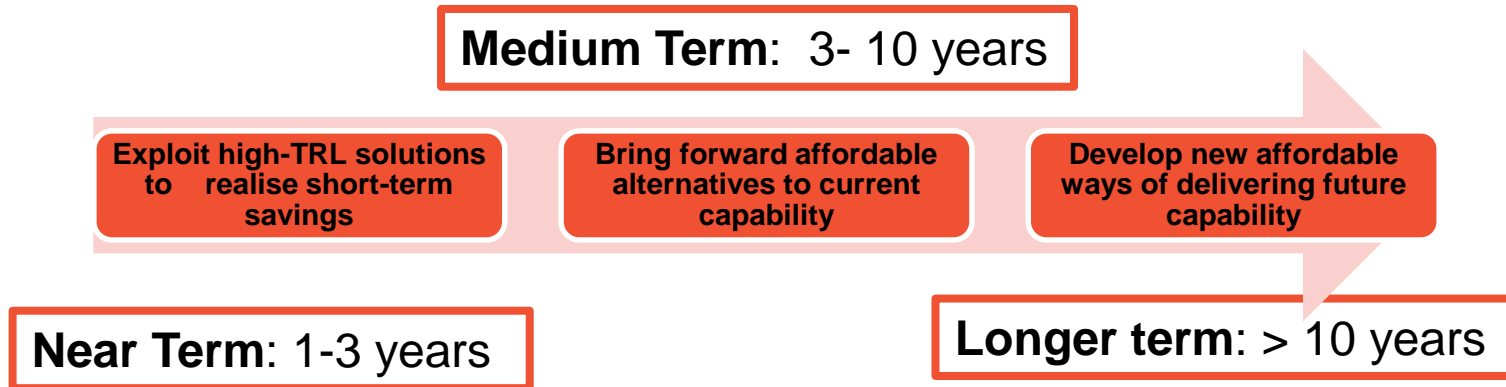 Medium Term: 3- 10 years
Exploit high-TRL solutions
to realise short-term
savings
Bring forward affordable
alternatives to current
capability
Develop new affordable
ways of delivering future
capability
Near Term: 1-3 years
Longer term: > 10 years